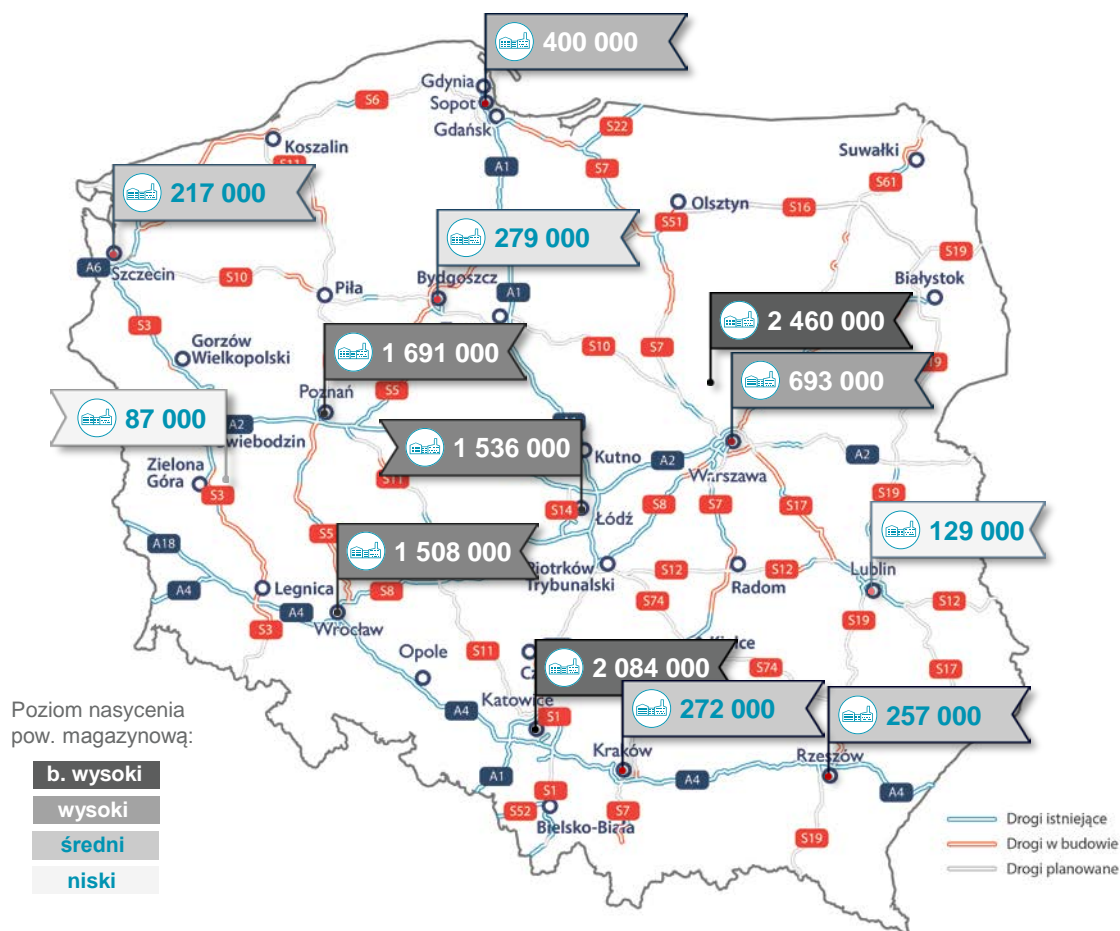 400 000
Gdynia
Sopot
Gdańsk
S6
S22
Koszalin
S11
A1
S7
Suwałki
S61
217 000
Olsztyn
S16
S51
279 000
S19
A6
Szczecin
S10
Piła
Bydgoszcz
A1
Białystok
S3
2 460 000
Gorzów
Wielkopolski
1 691 000
S10
S7
S19
693 000
Poznań
S5
87 000
A2
1 536 000
Kutno
A2
Warszawa
A2
Zielona
Góra
S3
S11
S14
Łódź
S8
S7
S17
S19
A18
S5
1 508 000
129 000
Piotrków
Trybunalski
S12
Radom
S12
Lublin
A4
Legnica
A4
S8
S74
S12
S3
Wrocław
S19
Opole
S11
2 084 000
S74
S17
Katowice
272 000
257 000
A4
S1
Kraków
Rzeszów
A1
S1
A4
A4
S52
S7
Bielsko-Biała
S19
Poziom nasycenia
pow. magazynową:
b. wysoki
wysoki
średni
niski
Drogi istniejące
Drogi w budowie
Drogi planowane